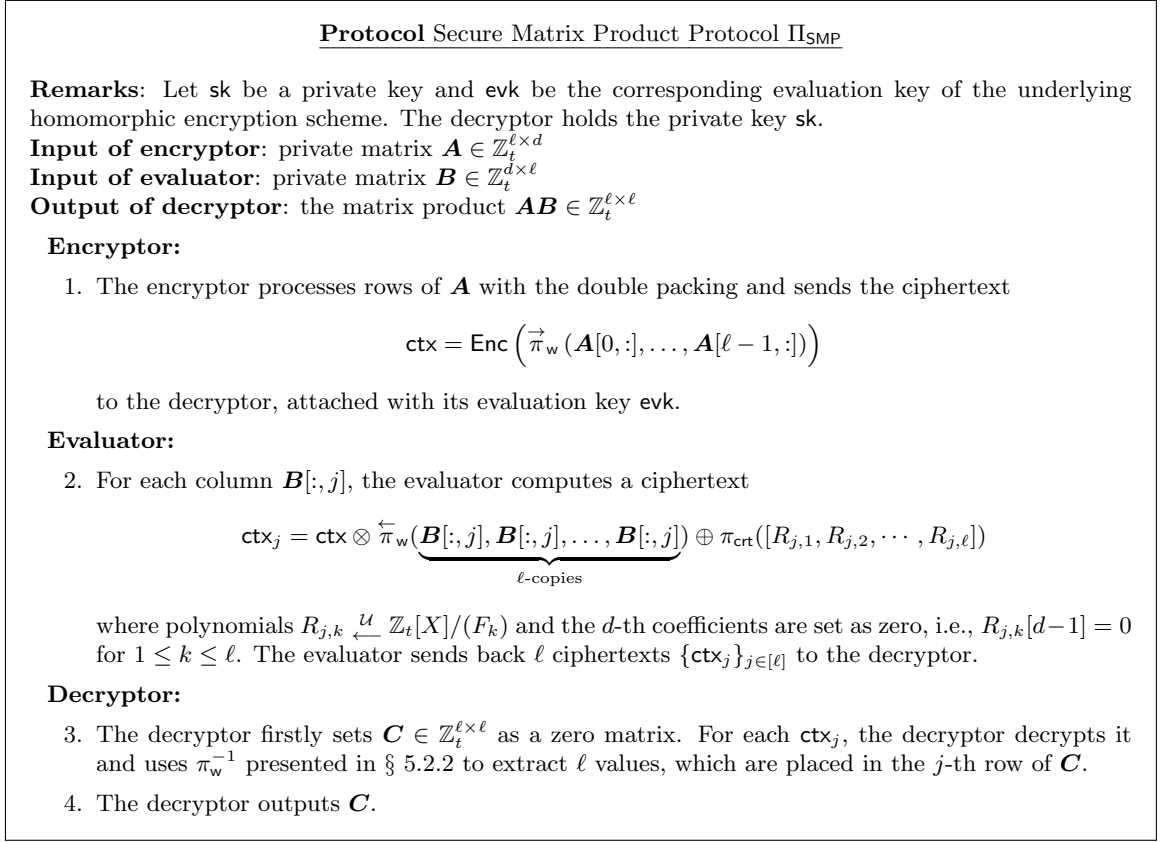 Protocol Secure Matrix Product Protocol Π_SMP
Remarks: Let sk be a private key and evk be the corresponding evaluation key of the underlying
homomorphic encryption scheme. The decryptor holds the private key sk.
Input of encryptor: private matrix A ∈ ℤ_t^{ℓ×d}
Input of evaluator: private matrix B ∈ ℤ_t^{d×ℓ}
Output of decryptor: the matrix product AB ∈ ℤ_t^{ℓ×ℓ}
Encryptor:
1. The encryptor processes rows of A with the double packing and sends the ciphertext
ctx = Enc(\overrightarrow{π}_w(A[0,:], …, A[ℓ−1,:]))
to the decryptor, attached with its evaluation key evk.
Evaluator:
2. For each column B[:,j], the evaluator computes a ciphertext
ctx_j = ctx ⊗ \overleftarrow{π}_w(B[:,j], B[:,j], …, B[:,j]) ⊕ π_crt([R_{j,1}, R_{j,2}, ⋯, R_{j,ℓ}])
ℓ-copies
where polynomials R_{j,k} \overset{U}{⟵} ℤ_t[X]/(F_k) and the d-th coefficients are set as zero, i.e., R_{j,k}[d−1] = 0
for 1 ≤ k ≤ ℓ. The evaluator sends back ℓ ciphertexts {ctx_j}_{j∈[ℓ]} to the decryptor.
Decryptor:
3. The decryptor firstly sets C ∈ ℤ_t^{ℓ×ℓ} as a zero matrix. For each ctx_j, the decryptor decrypts it
and uses π_w^{−1} presented in § 5.2.2 to extract ℓ values, which are placed in the j-th row of C.
4. The decryptor outputs C.